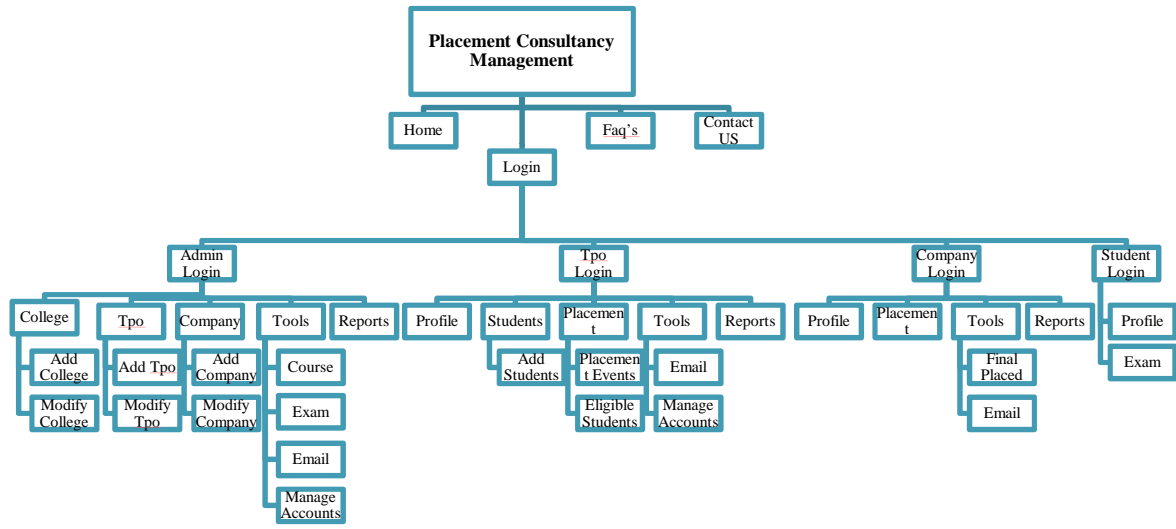 Placement Consultancy
Management
Home
Faq's
Contact
US
Login
Admin
Login
Tpo
Login
Company
Login
Student
Login
College
Tpo
Company
Tools
Reports
Profile
Students
Placemen
t
Tools
Reports
Profile
Placemen
t
Tools
Reports
Profile
Add
College
Add Tpo
Add
Company
Course
Add
Students
Placemen
t Events
Email
Final
Placed
Exam
Modify
College
Modify
Tpo
Modify
Company
Exam
Eligible
Students
Manage
Accounts
Email
Email
Manage
Accounts